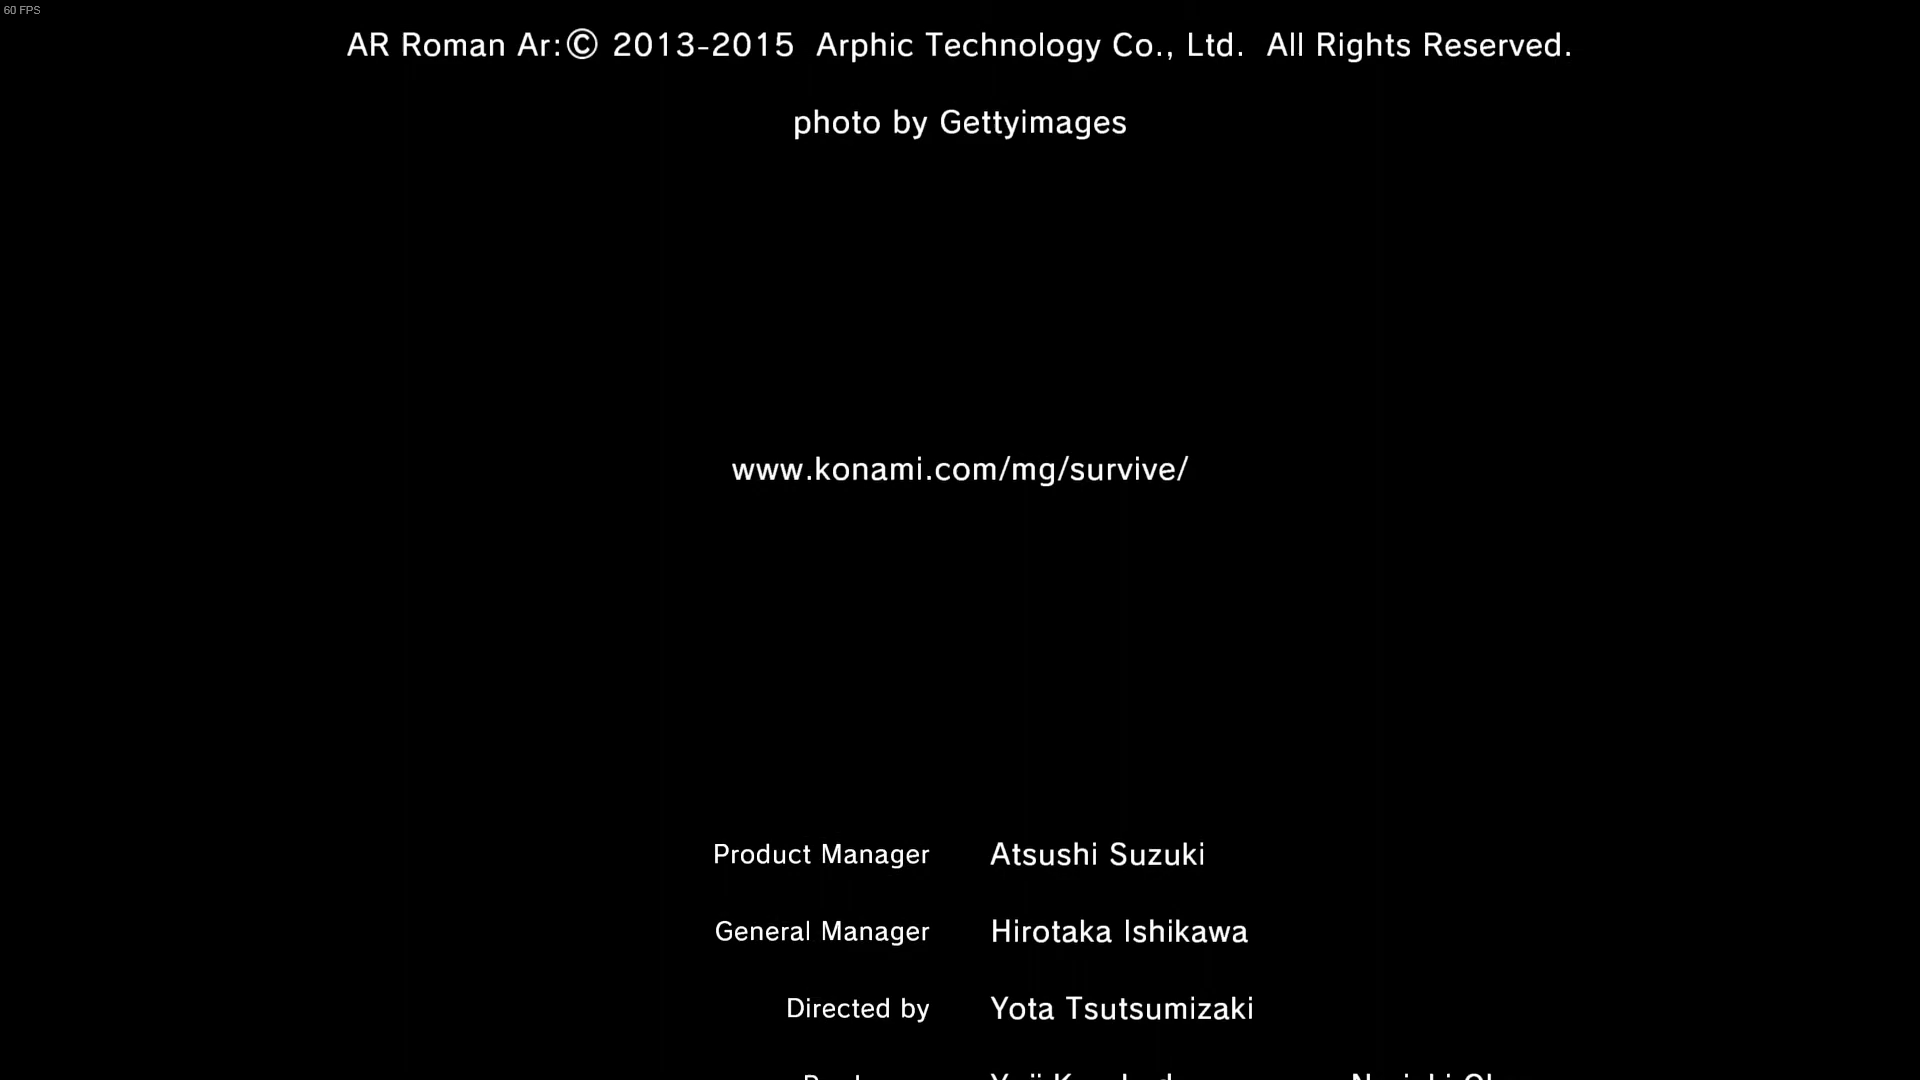 60 FPS
AR Roman Ar:© 2013-2015 Arphic Technology Co., Ltd. All Rights Reserved.
photo by Gettyimages
www.konami.com/mg/survive/
Product Manager Atsushi Suzuki
General Manager Hirotaka Ishikawa
Directed by Yota Tsutsumizaki